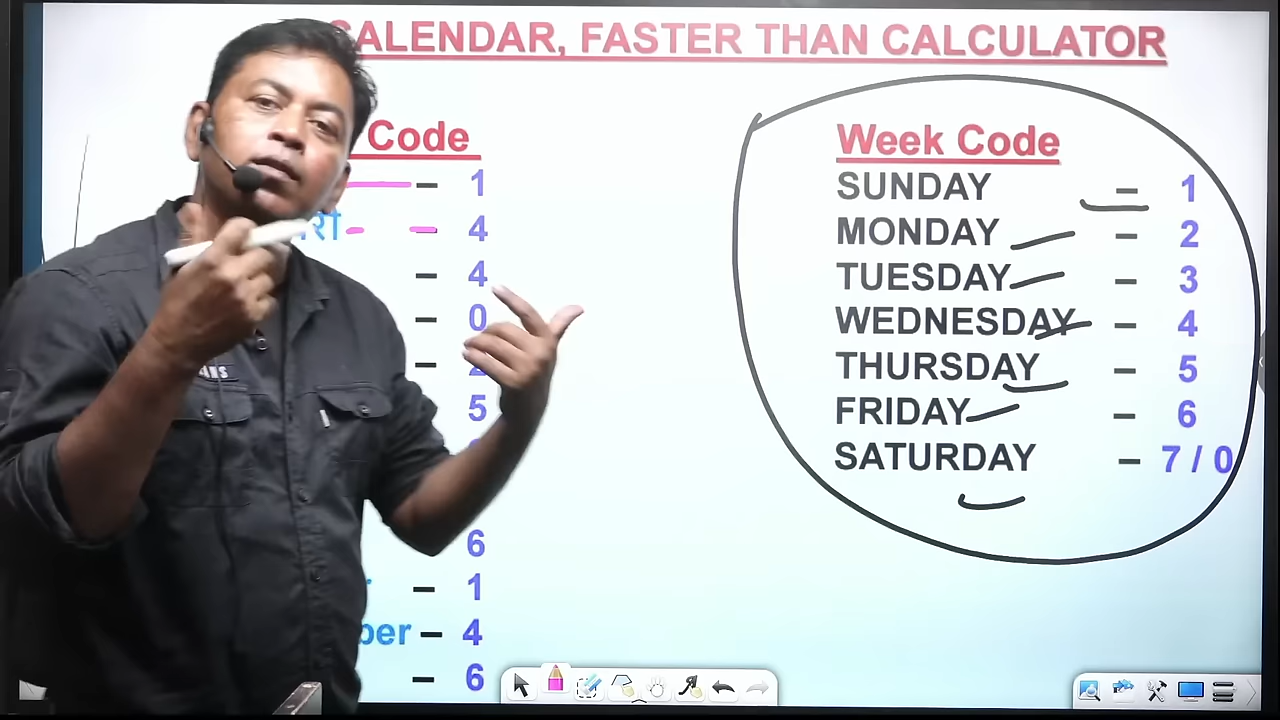 ALENDAR, FASTER THAN CALCULATOR
Code
– 1
– 4
– 4
– 0
–
5
6
– 1
ber – 4
– 6
Week Code
SUNDAY – 1
MONDAY – 2
TUESDAY – 3
WEDNESDAY – 4
THURSDAY – 5
FRIDAY – 6
SATURDAY – 7 / 0